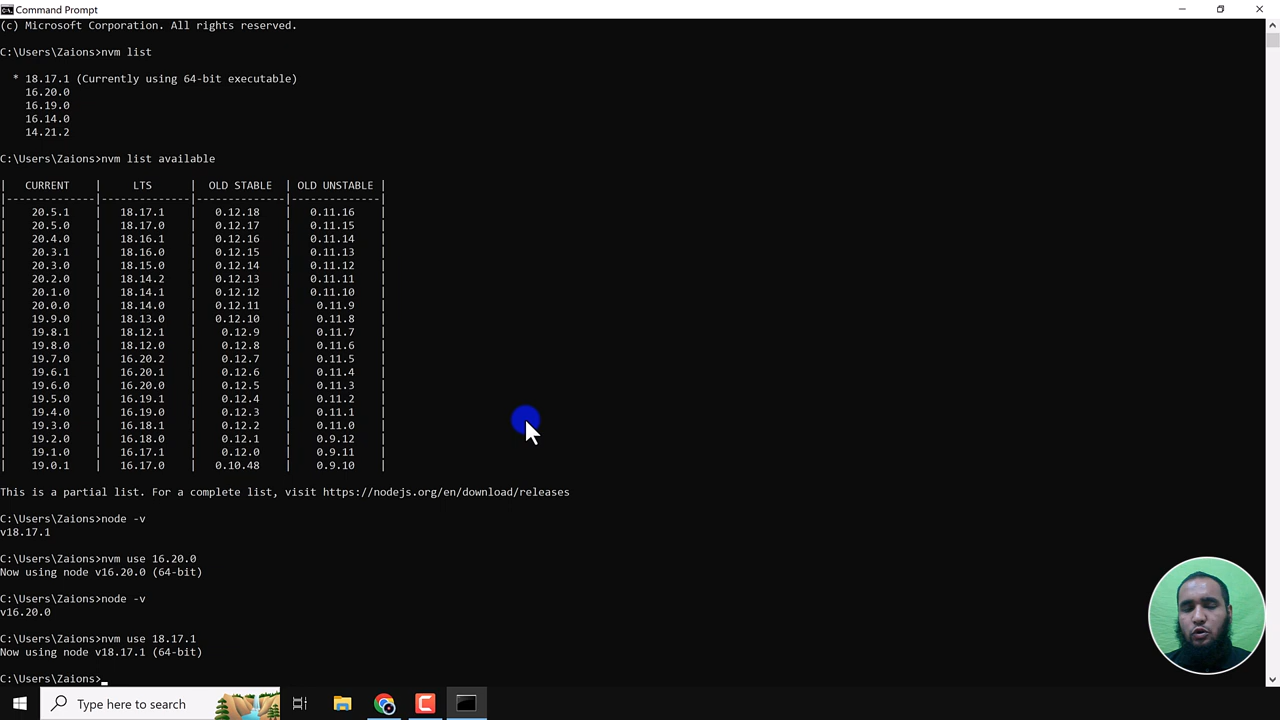 Command Prompt
(c) Microsoft Corporation. All rights reserved.
C:\Users\Zaions>nvm list
* 18.17.1 (Currently using 64-bit executable)
16.20.0
16.19.0
16.14.0
14.21.2
C:\Users\Zaions>nvm list available
| CURRENT | LTS | OLD STABLE | OLD UNSTABLE |
|--------------|--------------|--------------|--------------|
| 20.5.1 | 18.17.1 | 0.12.18 | 0.11.16 |
| 20.5.0 | 18.17.0 | 0.12.17 | 0.11.15 |
| 20.4.0 | 18.16.1 | 0.12.16 | 0.11.14 |
| 20.3.1 | 18.16.0 | 0.12.15 | 0.11.13 |
| 20.3.0 | 18.15.0 | 0.12.14 | 0.11.12 |
| 20.2.0 | 18.14.2 | 0.12.13 | 0.11.11 |
| 20.1.0 | 18.14.1 | 0.12.12 | 0.11.10 |
| 20.0.0 | 18.14.0 | 0.12.11 | 0.11.9 |
| 19.9.0 | 18.13.0 | 0.12.10 | 0.11.8 |
| 19.8.1 | 18.12.1 | 0.12.9 | 0.11.7 |
| 19.8.0 | 18.12.0 | 0.12.8 | 0.11.6 |
| 19.7.0 | 16.20.2 | 0.12.7 | 0.11.5 |
| 19.6.1 | 16.20.1 | 0.12.6 | 0.11.4 |
| 19.6.0 | 16.20.0 | 0.12.5 | 0.11.3 |
| 19.5.0 | 16.19.1 | 0.12.4 | 0.11.2 |
| 19.4.0 | 16.19.0 | 0.12.3 | 0.11.1 |
| 19.3.0 | 16.18.1 | 0.12.2 | 0.11.0 |
| 19.2.0 | 16.18.0 | 0.12.1 | 0.9.12 |
| 19.1.0 | 16.17.1 | 0.12.0 | 0.9.11 |
| 19.0.1 | 16.17.0 | 0.10.48 | 0.9.10 |
This is a partial list. For a complete list, visit https://nodejs.org/en/download/releases
C:\Users\Zaions>node -v
v18.17.1
C:\Users\Zaions>nvm use 16.20.0
Now using node v16.20.0 (64-bit)
C:\Users\Zaions>node -v
v16.20.0
C:\Users\Zaions>nvm use 18.17.1
Now using node v18.17.1 (64-bit)
C:\Users\Zaions>
Type here to search